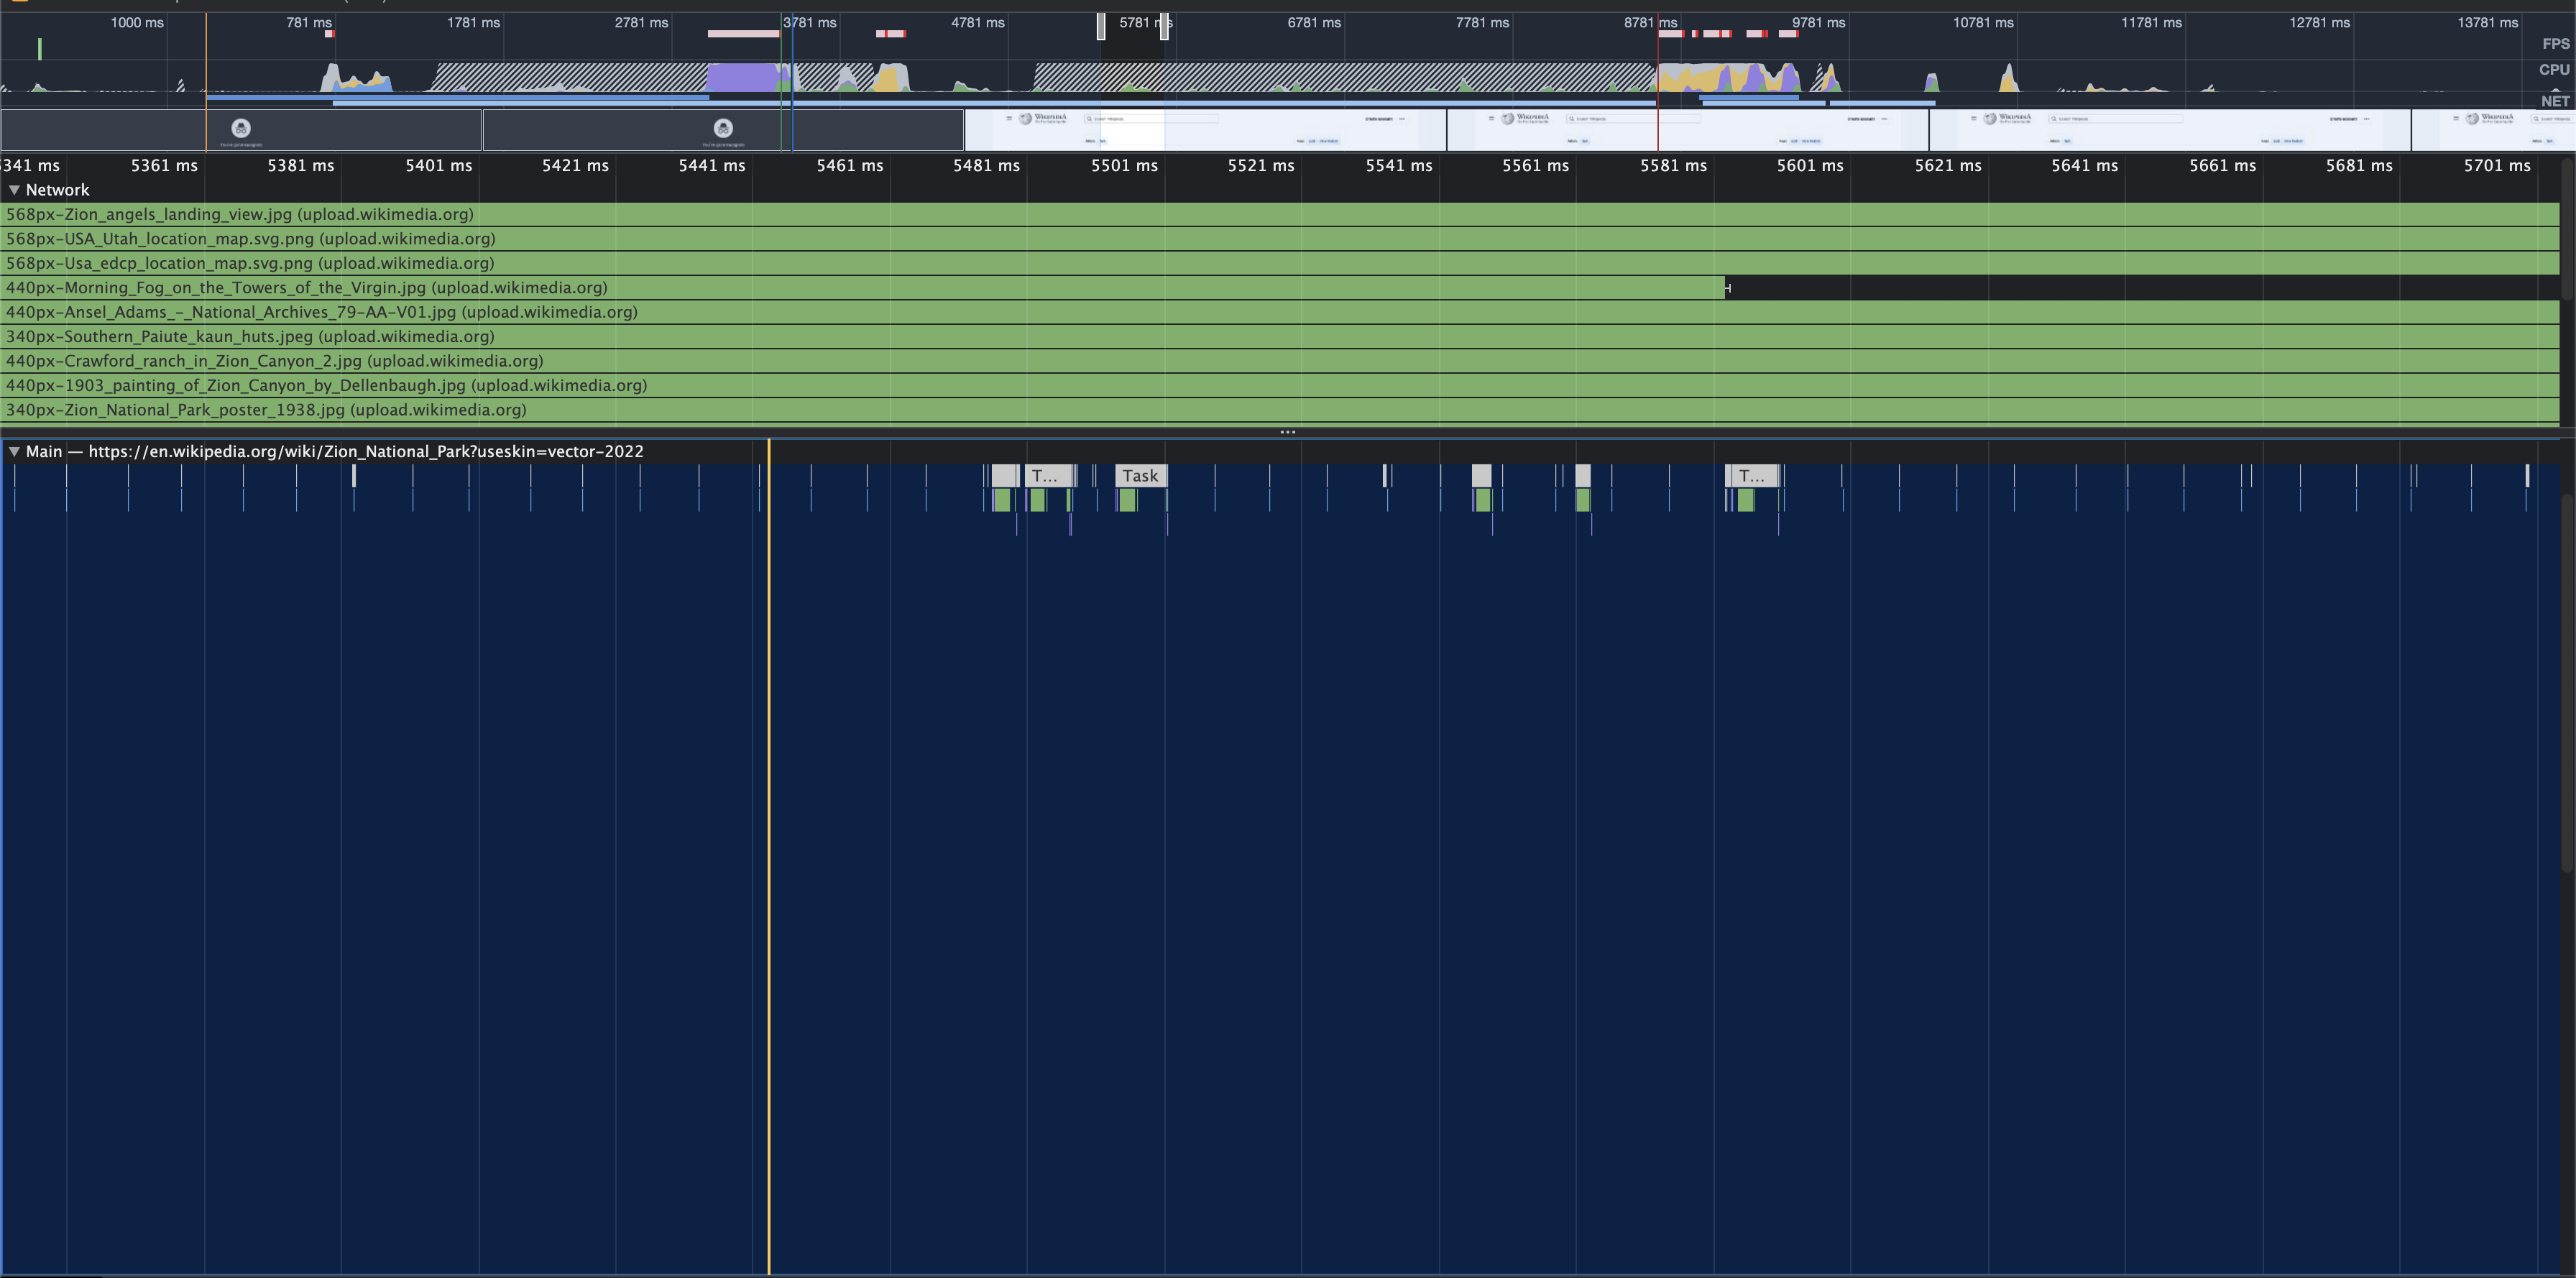 1000 ms 781 ms 1781 ms 2781 ms 3781 ms 4781 ms 5781 ms 6781 ms 7781 ms 8781 ms 9781 ms 10781 ms 11781 ms 12781 ms 13781 ms
FPS
CPU
NET
WIKIPEDIA WIKIPEDIA WIKIPEDIA WIKIPEDIA
5341 ms 5361 ms 5381 ms 5401 ms 5421 ms 5441 ms 5461 ms 5481 ms 5501 ms 5521 ms 5541 ms 5561 ms 5581 ms 5601 ms 5621 ms 5641 ms 5661 ms 5681 ms 5701 ms
Network
568px-Zion_angels_landing_view.jpg (upload.wikimedia.org)
568px-USA_Utah_location_map.svg.png (upload.wikimedia.org)
568px-Usa_edcp_location_map.svg.png (upload.wikimedia.org)
440px-Morning_Fog_on_the_Towers_of_the_Virgin.jpg (upload.wikimedia.org)
440px-Ansel_Adams_-_National_Archives_79-AA-V01.jpg (upload.wikimedia.org)
340px-Southern_Paiute_kaun_huts.jpeg (upload.wikimedia.org)
440px-Crawford_ranch_in_Zion_Canyon_2.jpg (upload.wikimedia.org)
440px-1903_painting_of_Zion_Canyon_by_Dellenbaugh.jpg (upload.wikimedia.org)
340px-Zion_National_Park_poster_1938.jpg (upload.wikimedia.org)
...
Main — https://en.wikipedia.org/wiki/Zion_National_Park?useskin=vector-2022
T... Task T...